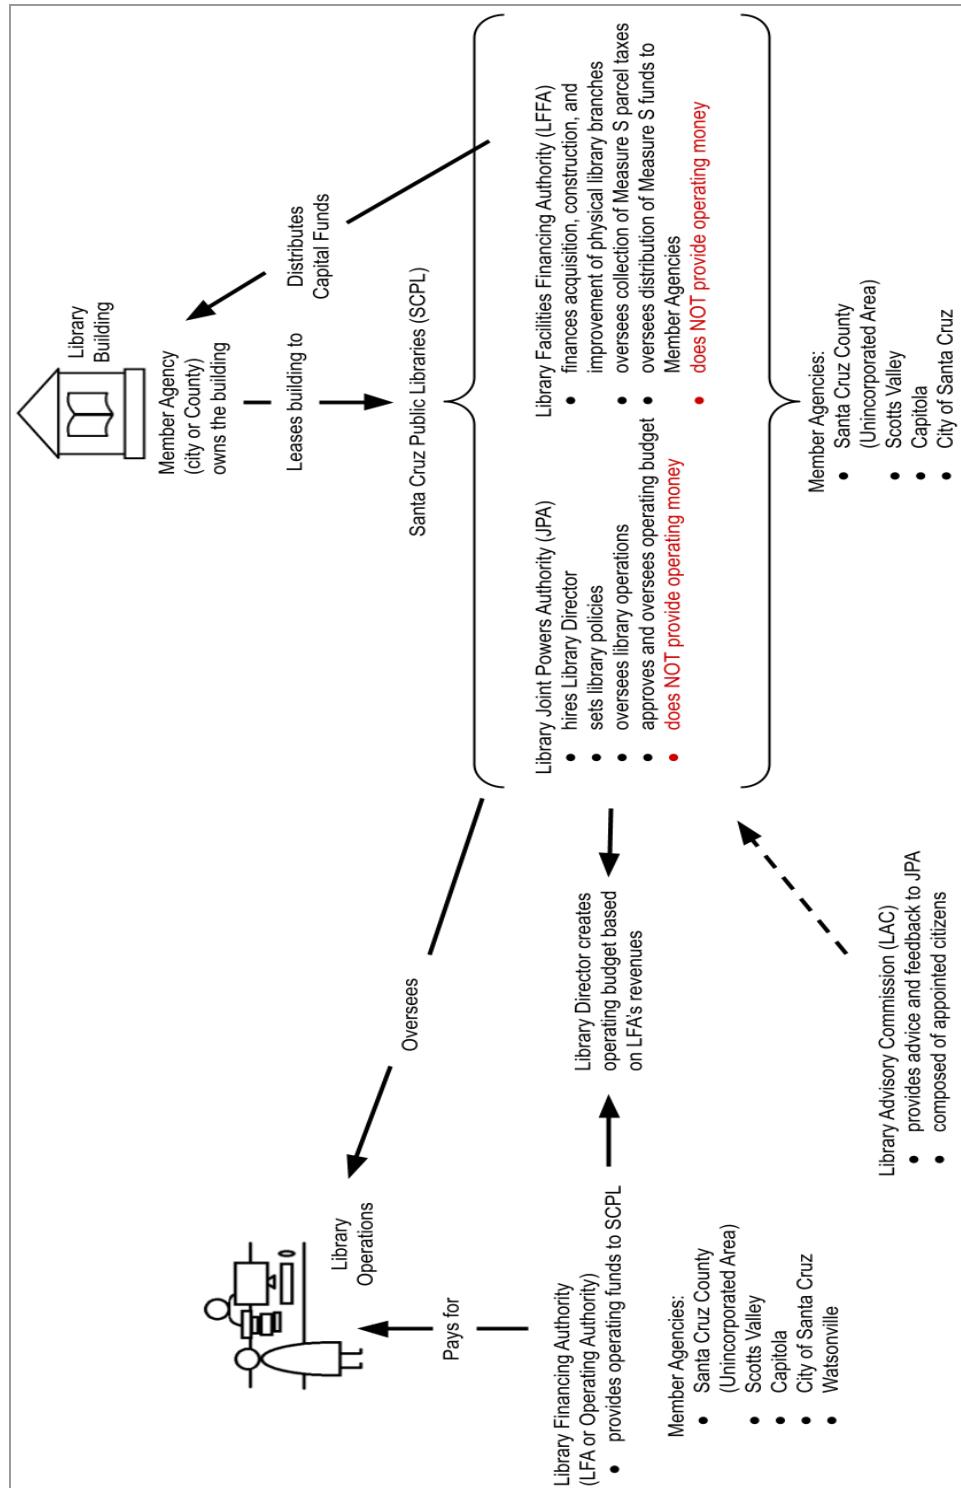 Library
Operations
Pays for
Library Financing Authority
(LFA or Operating Authority)
• provides operating funds to SCPL
Member Agencies:
• Santa Cruz County
(Unincorporated Area)
• Scotts Valley
• Capitola
• City of Santa Cruz
• Watsonville
Oversees
Library Director creates
operating budget based
on LFA's revenues
Library Advisory Commission (LAC)
• provides advice and feedback to JPA
• composed of appointed citizens
Library
Building
Member Agency
(city or County)
owns the building
Leases building to
Distributes
Capital Funds
Santa Cruz Public Libraries (SCPL)
Library Joint Powers Authority (JPA)
• hires Library Director
• sets library policies
• oversees library operations
• approves and oversees operating budget
• does NOT provide operating money
Library Facilities Financing Authority (LFFA)
• finances acquisition, construction, and
improvement of physical library branches
• oversees collection of Measure S parcel taxes
• oversees distribution of Measure S funds to
Member Agencies
• does NOT provide operating money
Member Agencies:
• Santa Cruz County
(Unincorporated Area)
• Scotts Valley
• Capitola
• City of Santa Cruz